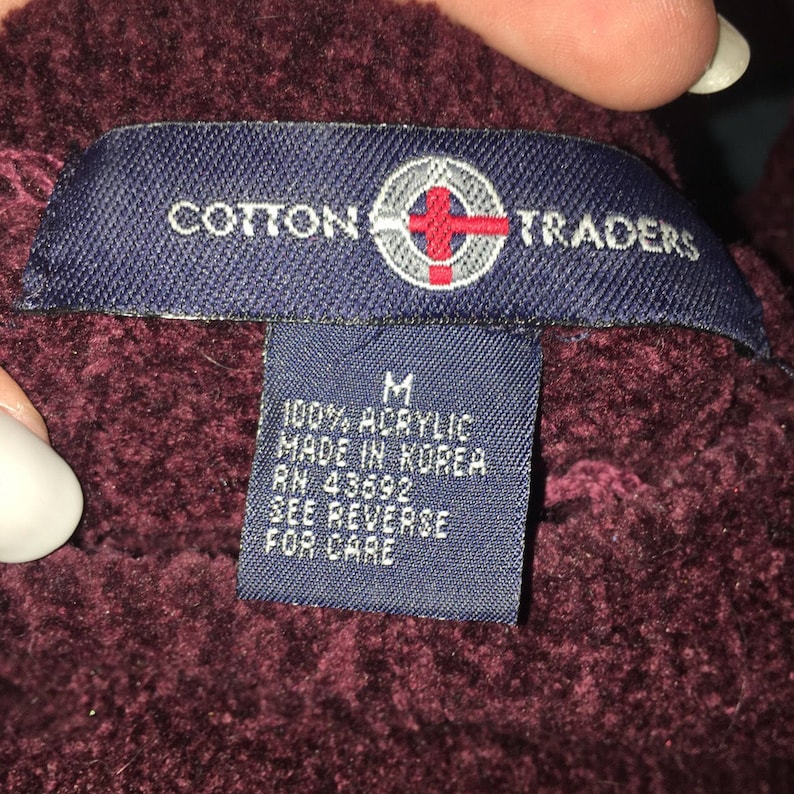 COTTON TRADERS
M
100% ACRYLIC
MADE IN KOREA
RN 43692
SEE REVERSE
FOR CARE